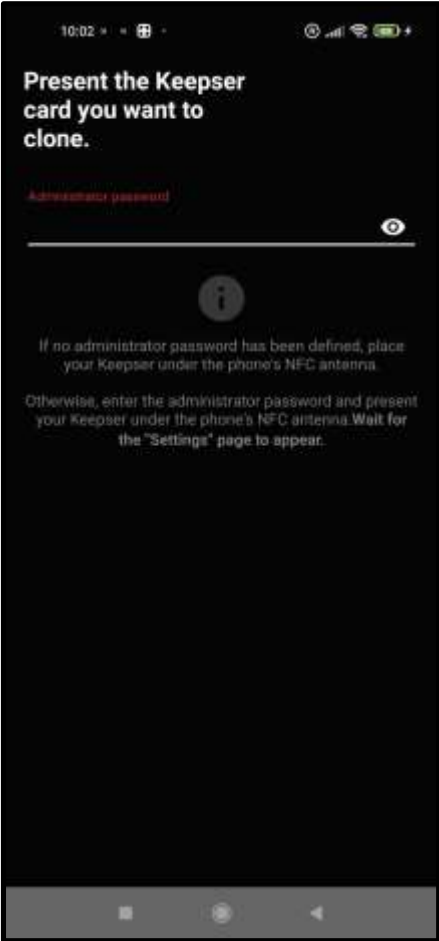 10:02
Present the Keepser
card you want to
clone.
Administrator password
If no administrator password has been defined, place
your Keepser under the phone's NFC antenna.
Otherwise, enter the administrator password and present
your Keepser under the phone's NFC antenna.Wait for
the "Settings" page to appear.